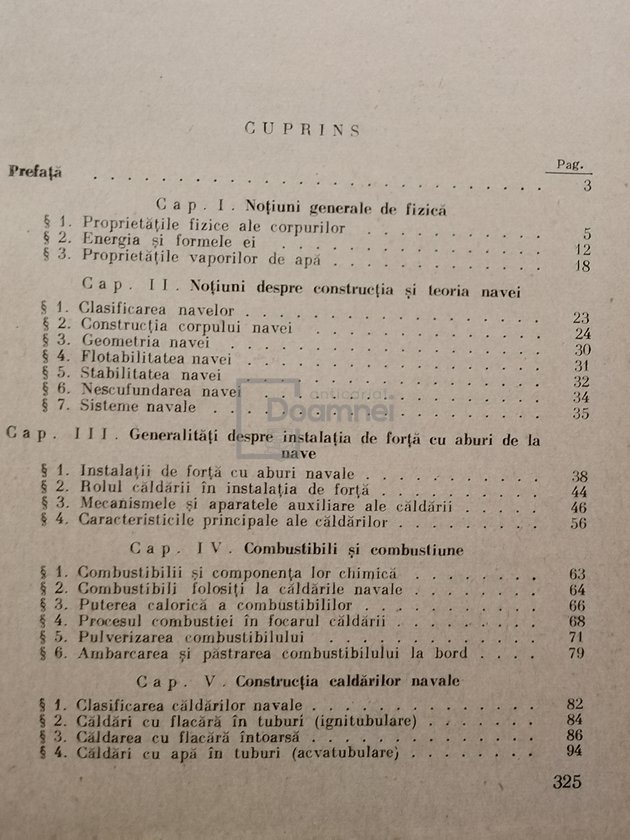 CUPRINS
Pag.
Prefață . . . . . . . . . . . . . . . . . . . . . . . . . . 3
Cap. I. Noțiuni generale de fizică
§ 1. Proprietățile fizice ale corpurilor . . . . . . . . . . 5
§ 2. Energia și formele ei . . . . . . . . . . . . . . . 12
§ 3. Proprietățile vaporilor de apă . . . . . . . . . . . . 18
Cap. II. Noțiuni despre construcția și teoria navei
§ 1. Clasificarea navelor . . . . . . . . . . . . . . . . . 23
§ 2. Construcția corpului navei . . . . . . . . . . . . . . 24
§ 3. Geometria navei . . . . . . . . . . . . . . . . . . 30
§ 4. Flotabilitatea navei . . . . . . . . . . . . . . . . 31
§ 5. Stabilitatea navei . . . . . . . . . . . . . . . . . 32
§ 6. Nescufundarea navei . . . . . . . . . . . . . . . . 34
§ 7. Sisteme navale . . . . . . . . . . . . . . . . . . . 35
anticariat
Doamnei
Cap. III. Generalități despre instalația de forță cu aburi de la
nave
§ 1. Instalații de forță cu aburi navale . . . . . . . . . . 38
§ 2. Rolul căldării în instalația de forță . . . . . . . . . 44
§ 3. Mecanismele și aparatele auxiliare ale căldării . . . . 46
§ 4. Caracteristicile principale ale căldărilor . . . . . . . . 56
Cap. IV. Combustibili și combustiune
§ 1. Combustibilii și componența lor chimică . . . . . . . . 63
§ 2. Combustibili folosiți la căldările navale . . . . . . . . 64
§ 3. Puterea calorică a combustibililor . . . . . . . . . . . 66
§ 4. Procesul combustiei în focarul căldării . . . . . . . . . 68
§ 5. Pulverizarea combustibilului . . . . . . . . . . . . . 71
§ 6. Ambarcarea și păstrarea combustibilului la bord . . . . 79
Cap. V. Construcția caldărilor navale
§ 1. Clasificarea căldărilor navale . . . . . . . . . . . . . . 82
§ 2. Căldări cu flacără în tuburi (ignitubulare) . . . . . . . 84
§ 3. Căldarea cu flacără întoarsă . . . . . . . . . . . . . . 86
§ 4. Căldări cu apă în tuburi (acvatubulare) . . . . . . . . 94
325